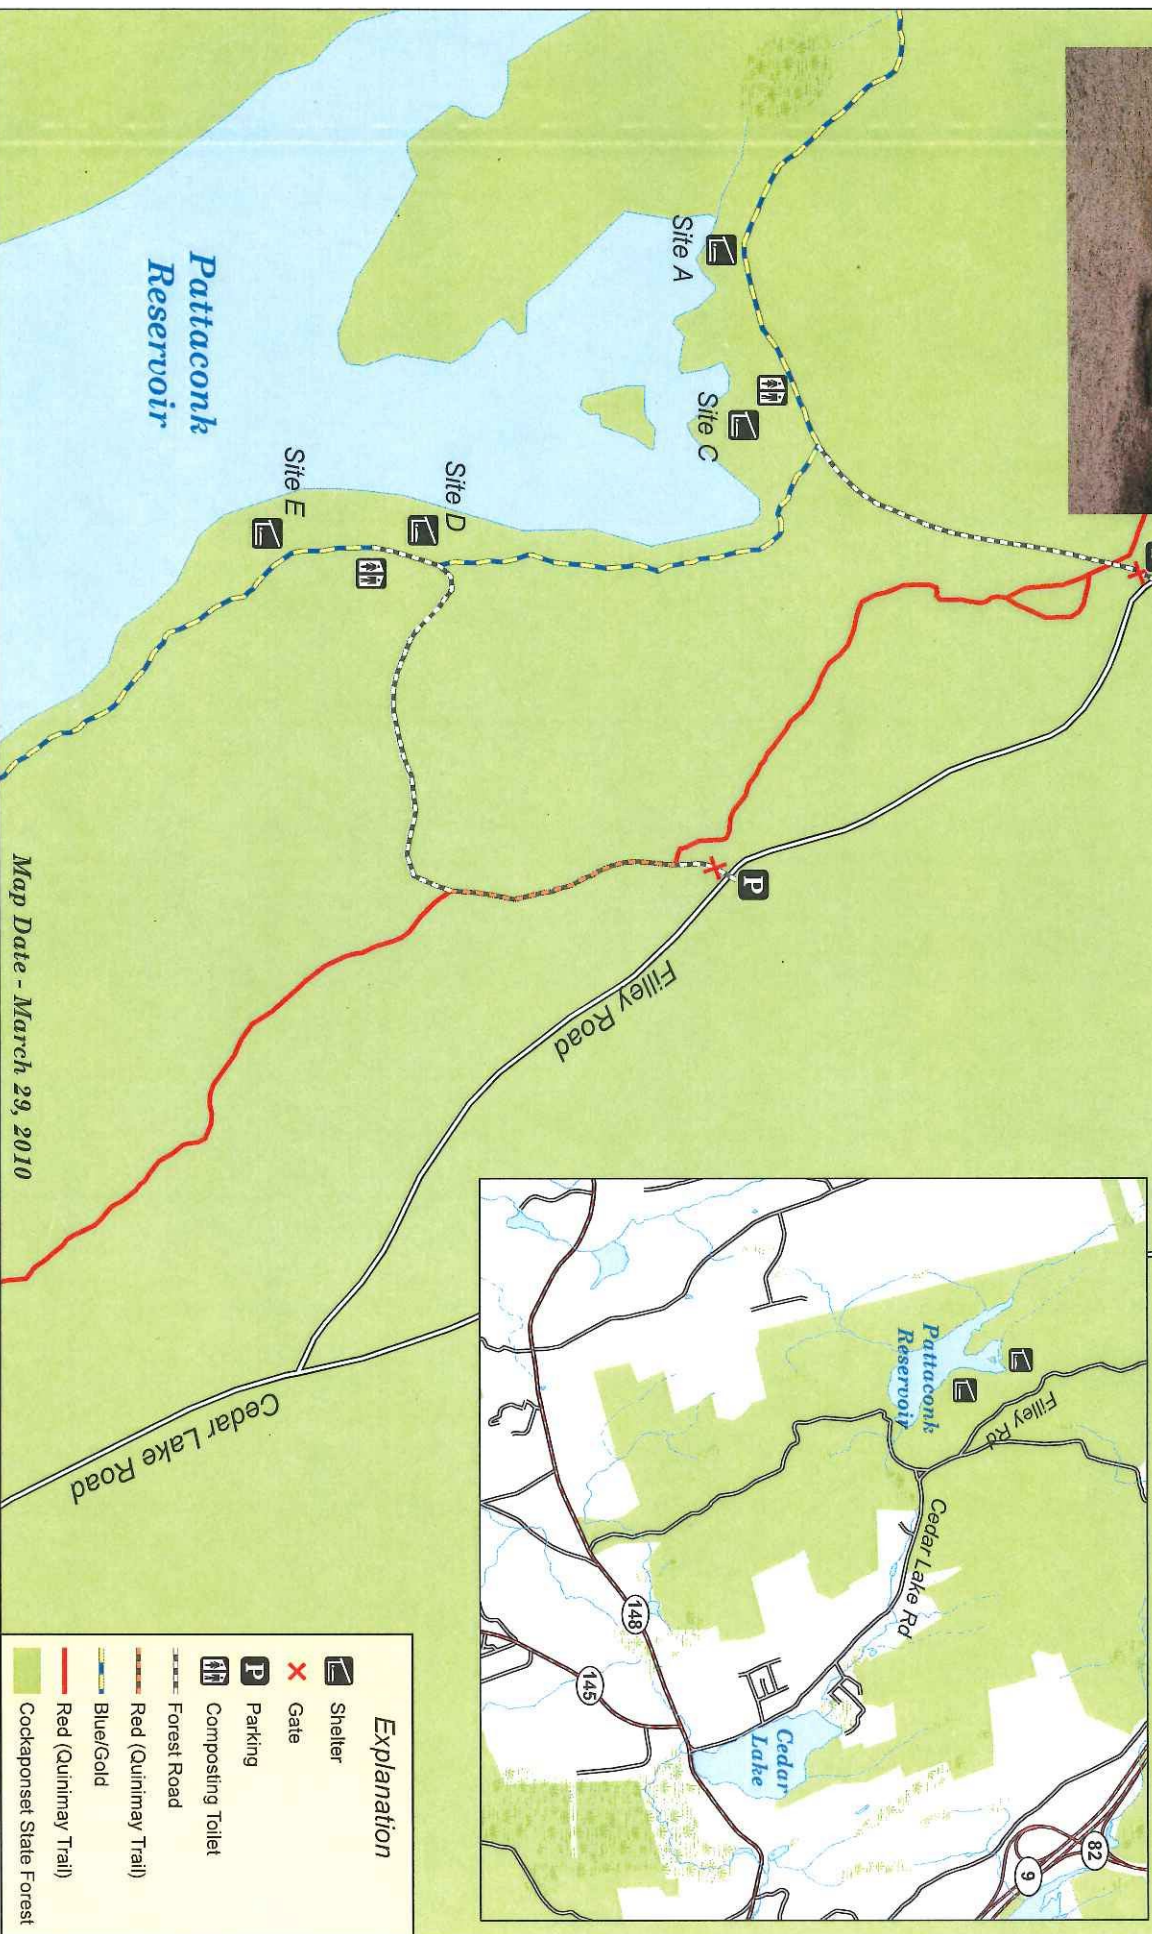 Site A
Site C
Pattaconk
Reservoir
Site D
Site E
Filley Road
Cedar Lake Road
Map Date - March 29, 2010
Pattaconk
Reservoir
Filley Rd
Cedar Lake Rd
Cedar
Lake
148
145
82
9
P
Explanation
Shelter
Gate
P Parking
Composting Toilet
Forest Road
Red (Quinimay Trail)
Blue/Gold
Red (Quinimay Trail)
Cockaponset State Forest